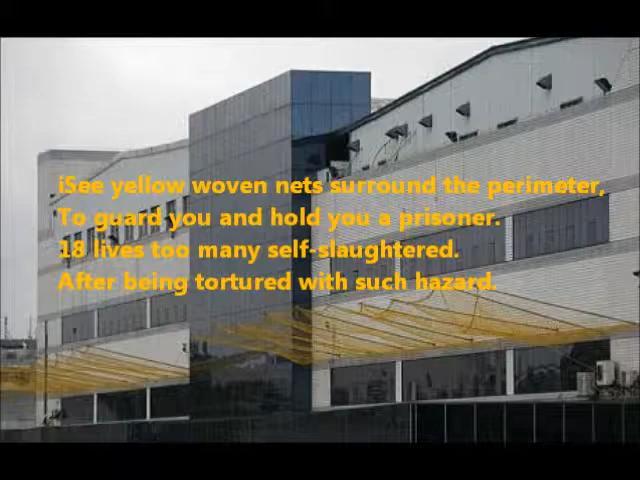 iSee yellow woven nets surround the perimeter,
To guard you and hold you a prisoner.
18 lives too many self-slaughtered.
After being tortured with such hazard.